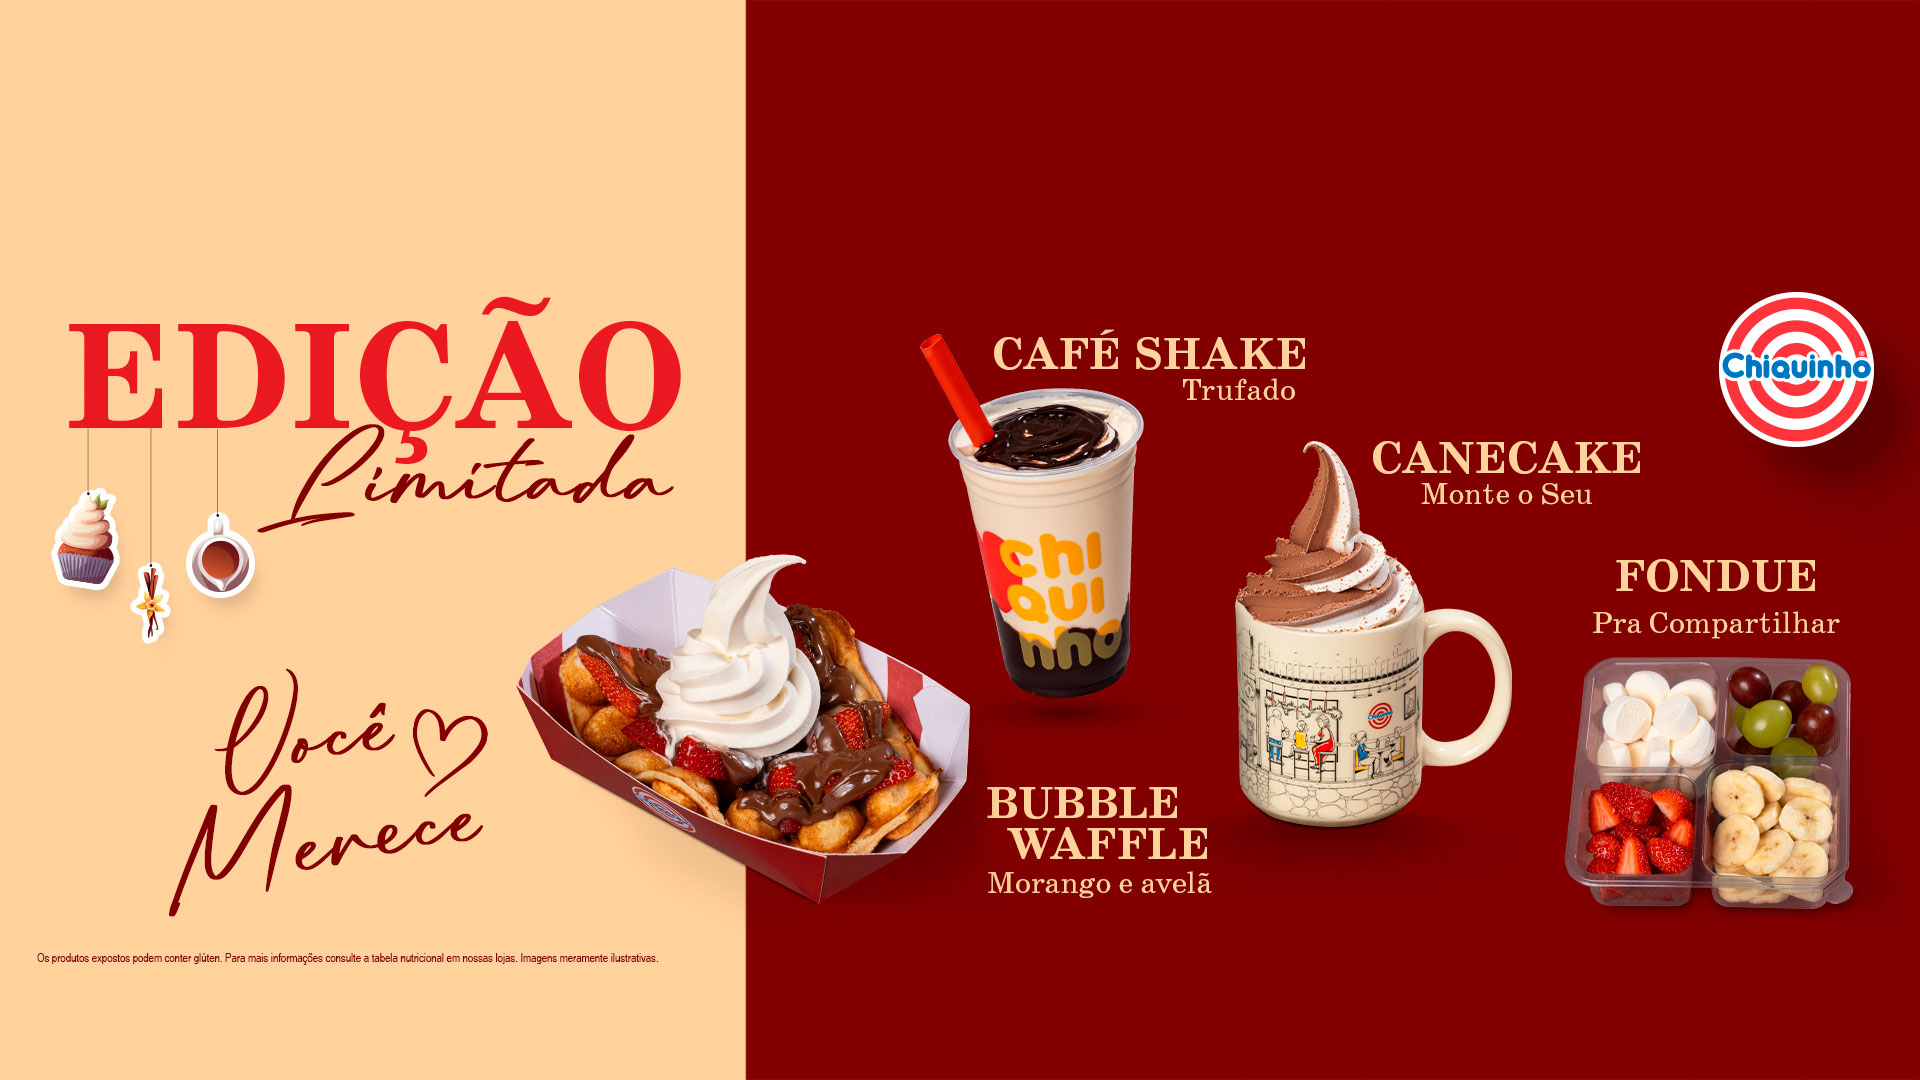 EDIÇÃO
Limitada
Você
Merece
Os produtos expostos podem conter glúten. Para mais informações consulte a tabela nutricional em nossas lojas. Imagens meramente ilustrativas.
CAFÉ SHAKE
Trufado
chi
qui
nho
CANECAKE
Monte o Seu
BUBBLE
WAFFLE
Morango e avelã
FONDUE
Pra Compartilhar
Chiquinho